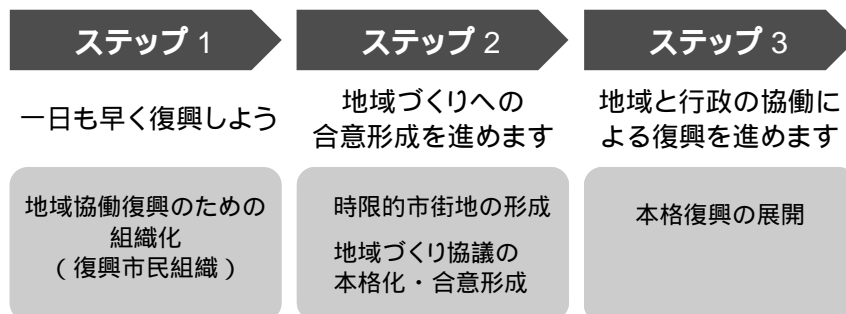 ステップ 1
一日も早く復興しよう
地域協働復興のための
組織化
(復興市民組織)
ステップ 2
地域づくりへの
合意形成を進めます
時限的市街地の形成
地域づくり協議の
本格化・合意形成
ステップ 3
地域と行政の協働に
よる復興を進めます
本格復興の展開